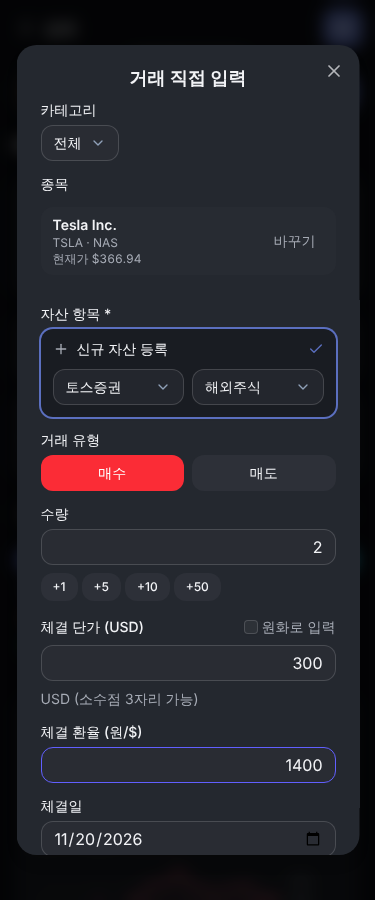 거래 직접 입력
카테고리
전체
종목
Tesla Inc.
TSLA · NAS
현재가 $366.94
바꾸기
자산 항목 *
신규 자산 등록
토스증권 해외주식
거래 유형
매수 매도
수량
2
+1 +5 +10 +50
체결 단가 (USD) 원화로 입력
300
USD (소수점 3자리 가능)
체결 환율 (원/$)
1400
체결일
11/20/2026